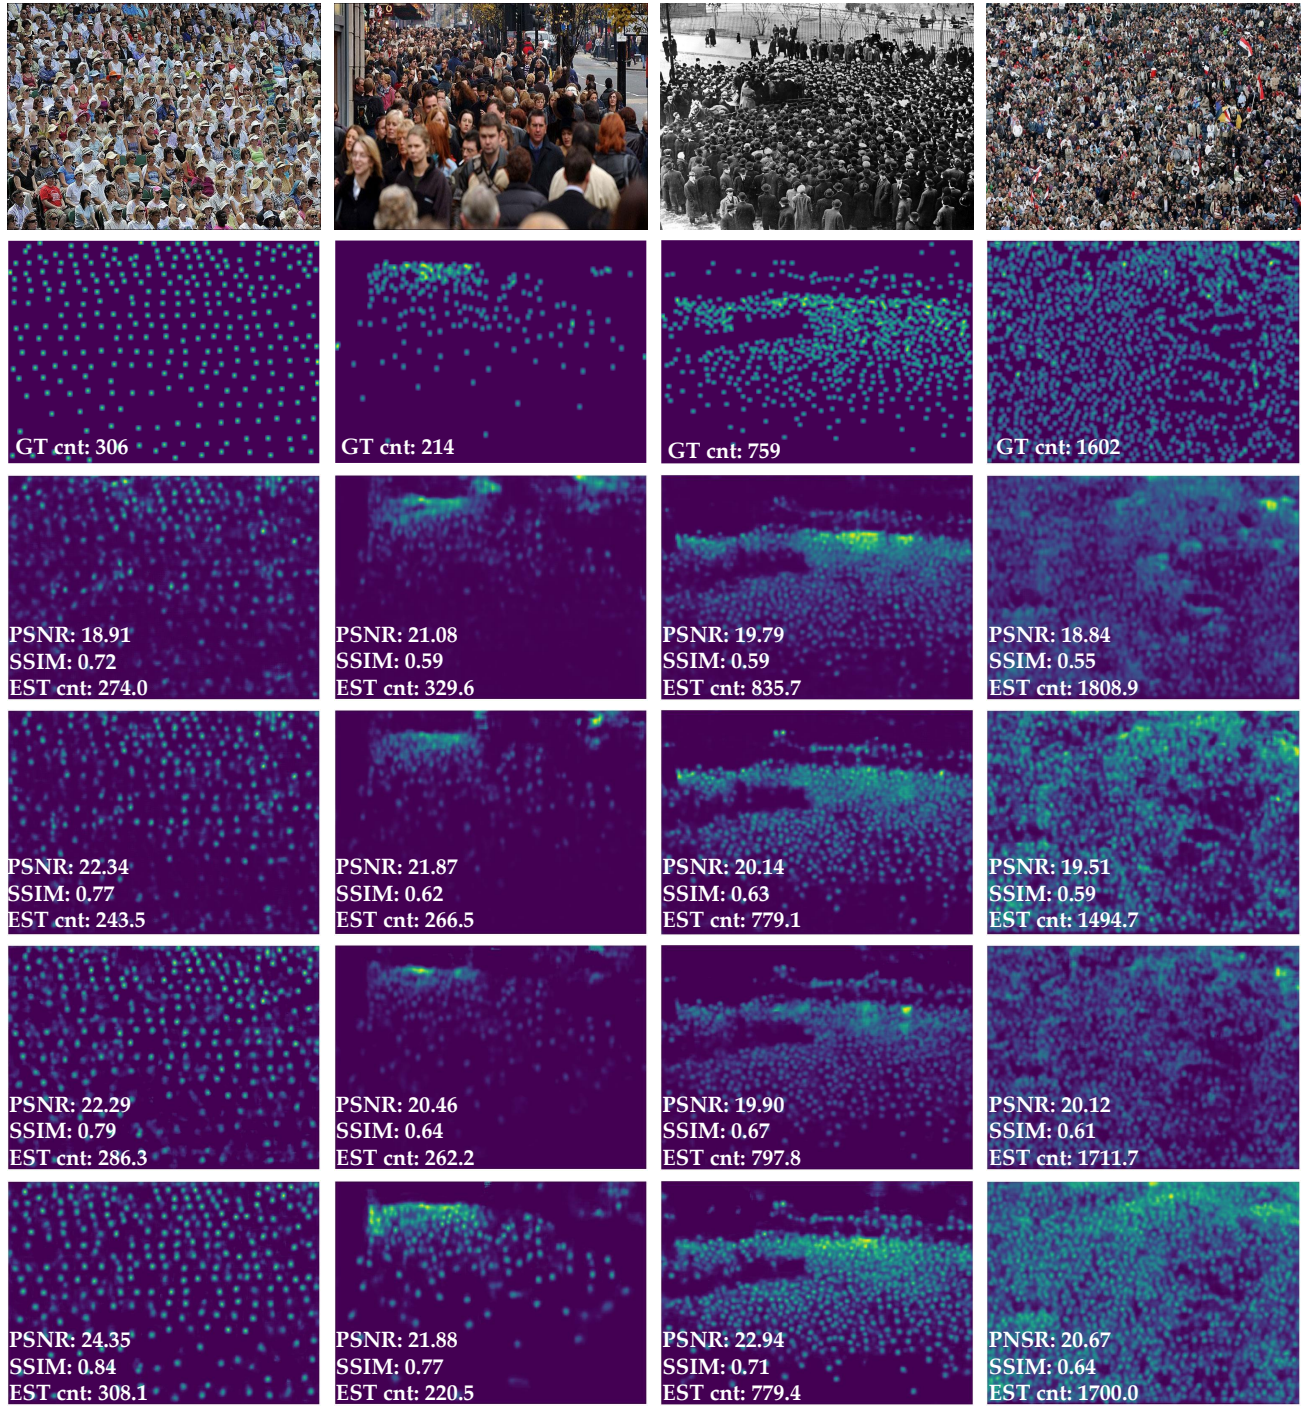 GT cnt: 306
GT cnt: 214
GT cnt: 759
GT cnt: 1602
PSNR: 18.91
SSIM: 0.72
EST cnt: 274.0
PSNR: 21.08
SSIM: 0.59
EST cnt: 329.6
PSNR: 19.79
SSIM: 0.59
EST cnt: 835.7
PSNR: 18.84
SSIM: 0.55
EST cnt: 1808.9
PSNR: 22.34
SSIM: 0.77
EST cnt: 243.5
PSNR: 21.87
SSIM: 0.62
EST cnt: 266.5
PSNR: 20.14
SSIM: 0.63
EST cnt: 779.1
PSNR: 19.51
SSIM: 0.59
EST cnt: 1494.7
PSNR: 22.29
SSIM: 0.79
EST cnt: 286.3
PSNR: 20.46
SSIM: 0.64
EST cnt: 262.2
PSNR: 19.90
SSIM: 0.67
EST cnt: 797.8
PSNR: 20.12
SSIM: 0.61
EST cnt: 1711.7
PSNR: 24.35
SSIM: 0.84
EST cnt: 308.1
PSNR: 21.88
SSIM: 0.77
EST cnt: 220.5
PSNR: 22.94
SSIM: 0.71
EST cnt: 779.4
PNSR: 20.67
SSIM: 0.64
EST cnt: 1700.0